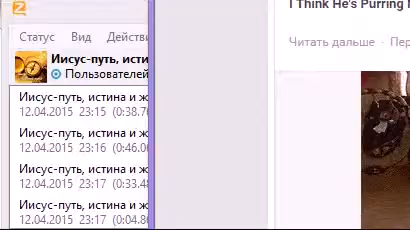 Статус Вид Действи
Иисус-путь, исти
Пользователей
Иисус-путь, истина и ж
12.04.2015 23:15 (0:38.7
Иисус-путь, истина и ж
12.04.2015 23:16 (0:46.0
Иисус-путь, истина и ж
12.04.2015 23:17 (0:33.4
Иисус-путь, истина и ж
12.04.2015 23:17 (0:04.8
I Think He's Purring
Читать дальше · Пер